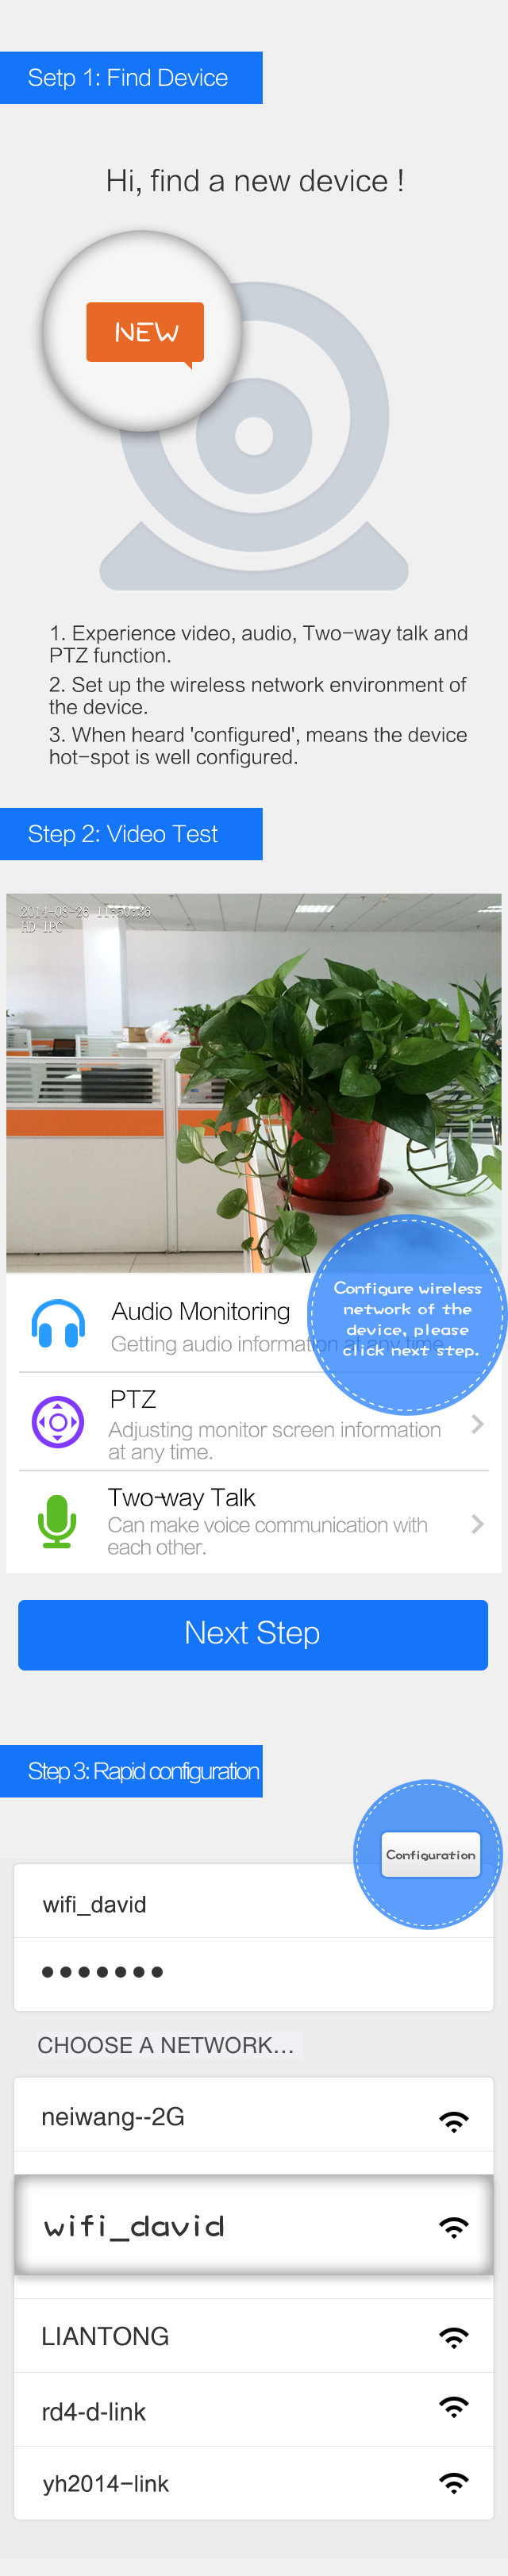 Setp 1: Find Device
Hi, find a new device !
NEW
1. Experience video, audio, Two-way talk and
PTZ function.
2. Set up the wireless network environment of
the device.
3. When heard 'configured', means the device
hot-spot is well configured.
Step 2: Video Test
2014-08-26 11:50:36
HD IPC
Configure wireless
network of the
device, please
click next step.
Audio Monitoring
Getting audio information at any time.
PTZ
Adjusting monitor screen information
at any time.
Two-way Talk
Can make voice communication with
each other.
Next Step
Step 3: Rapid configuration
Configuration
wifi_david
CHOOSE A NETWORK...
neiwang--2G
wifi_david
LIANTONG
rd4-d-link
yh2014-link